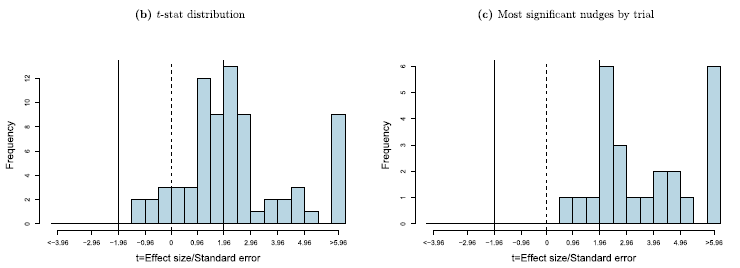 (b) t-stat distribution
Frequency
12
10
8
6
4
2
0
<−3.96 −2.96 −1.96 −0.96 0 0.96 1.96 2.96 3.96 4.96 >5.96
t=Effect size/Standard error
(c) Most significant nudges by trial
Frequency
6
5
4
3
2
1
0
<−3.96 −2.96 −1.96 0 0.96 1.96 2.96 3.96 4.96 >5.96
t=Effect size/Standard error